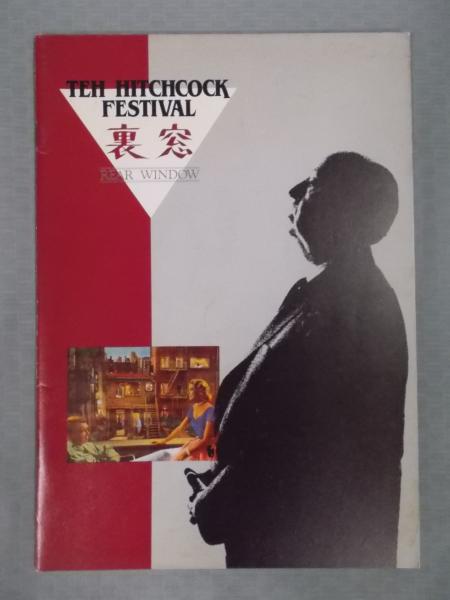 TEH HITCHCOCK
FESTIVAL
裏窓
REAR WINDOW